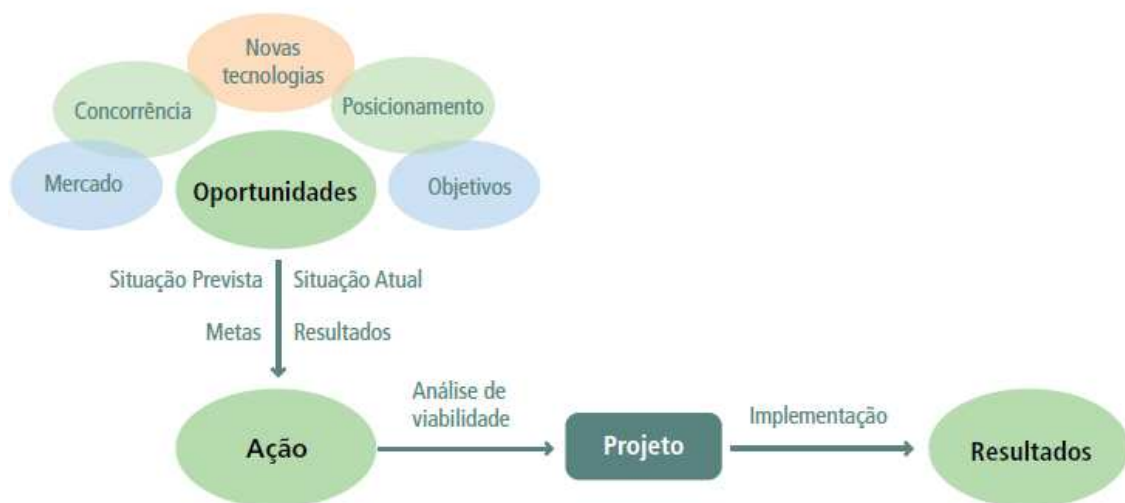 Novas
tecnologias
Concorrência
Posicionamento
Mercado
Oportunidades
Objetivos
Situação Prevista
Situação Atual
Metas
Resultados
Ação
Análise de
viabilidade
Projeto
Implementação
Resultados